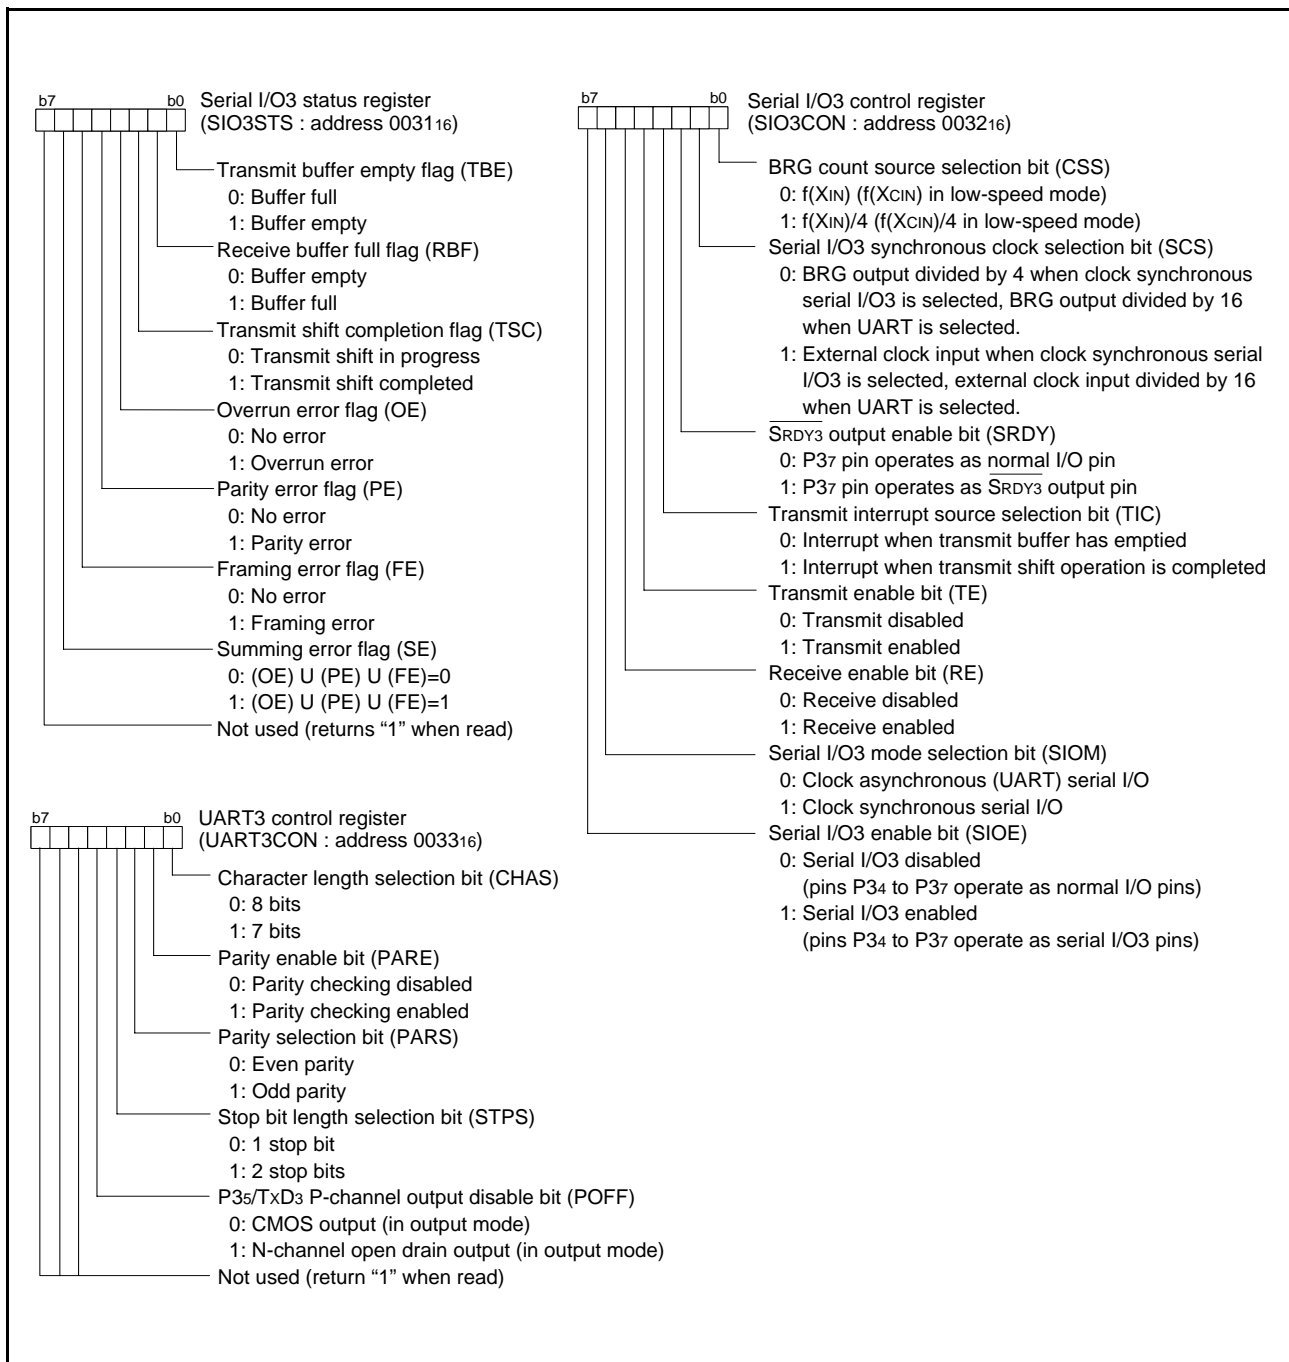 b7 b0 Serial I/O3 status register
(SIO3STS : address 003116)
Transmit buffer empty flag (TBE)
0: Buffer full
1: Buffer empty
Receive buffer full flag (RBF)
0: Buffer empty
1: Buffer full
Transmit shift completion flag (TSC)
0: Transmit shift in progress
1: Transmit shift completed
Overrun error flag (OE)
0: No error
1: Overrun error
Parity error flag (PE)
0: No error
1: Parity error
Framing error flag (FE)
0: No error
1: Framing error
Summing error flag (SE)
0: (OE) U (PE) U (FE)=0
1: (OE) U (PE) U (FE)=1
Not used (returns “1” when read)
b7 b0 UART3 control register
(UART3CON : address 003316)
Character length selection bit (CHAS)
0: 8 bits
1: 7 bits
Parity enable bit (PARE)
0: Parity checking disabled
1: Parity checking enabled
Parity selection bit (PARS)
0: Even parity
1: Odd parity
Stop bit length selection bit (STPS)
0: 1 stop bit
1: 2 stop bits
P35/TXD3 P-channel output disable bit (POFF)
0: CMOS output (in output mode)
1: N-channel open drain output (in output mode)
Not used (return “1” when read)
b7 b0 Serial I/O3 control register
(SIO3CON : address 003216)
BRG count source selection bit (CSS)
0: f(XIN) (f(XCIN) in low-speed mode)
1: f(XIN)/4 (f(XCIN)/4 in low-speed mode)
Serial I/O3 synchronous clock selection bit (SCS)
0: BRG output divided by 4 when clock synchronous
serial I/O3 is selected, BRG output divided by 16
when UART is selected.
1: External clock input when clock synchronous serial
I/O3 is selected, external clock input divided by 16
when UART is selected.
SRDY3 output enable bit (SRDY)
0: P37 pin operates as normal I/O pin
1: P37 pin operates as SRDY3 output pin
Transmit interrupt source selection bit (TIC)
0: Interrupt when transmit buffer has emptied
1: Interrupt when transmit shift operation is completed
Transmit enable bit (TE)
0: Transmit disabled
1: Transmit enabled
Receive enable bit (RE)
0: Receive disabled
1: Receive enabled
Serial I/O3 mode selection bit (SIOM)
0: Clock asynchronous (UART) serial I/O
1: Clock synchronous serial I/O
Serial I/O3 enable bit (SIOE)
0: Serial I/O3 disabled
(pins P34 to P37 operate as normal I/O pins)
1: Serial I/O3 enabled
(pins P34 to P37 operate as serial I/O3 pins)